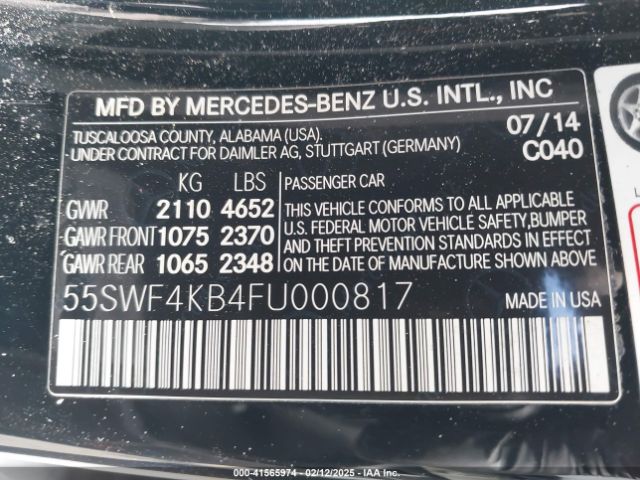 MFD BY MERCEDES-BENZ U.S. INTL., INC
TUSCALOOSA COUNTY, ALABAMA (USA).
UNDER CONTRACT FOR DAIMLER AG, STUTTGART (GERMANY)
07/14
C040
KG LBS
GVWR 2110 4652
GAWR FRONT 1075 2370
GAWR REAR 1065 2348
PASSENGER CAR
THIS VEHICLE CONFORMS TO ALL APPLICABLE
U.S. FEDERAL MOTOR VEHICLE SAFETY,BUMPER
AND THEFT PREVENTION STANDARDS IN EFFECT
ON THE DATE OF MANUFACTURE SHOWN ABOVE
55SWF4KB4FU000817
MADE IN USA
00-41565974 - 02/12/2025 - IAA Inc.